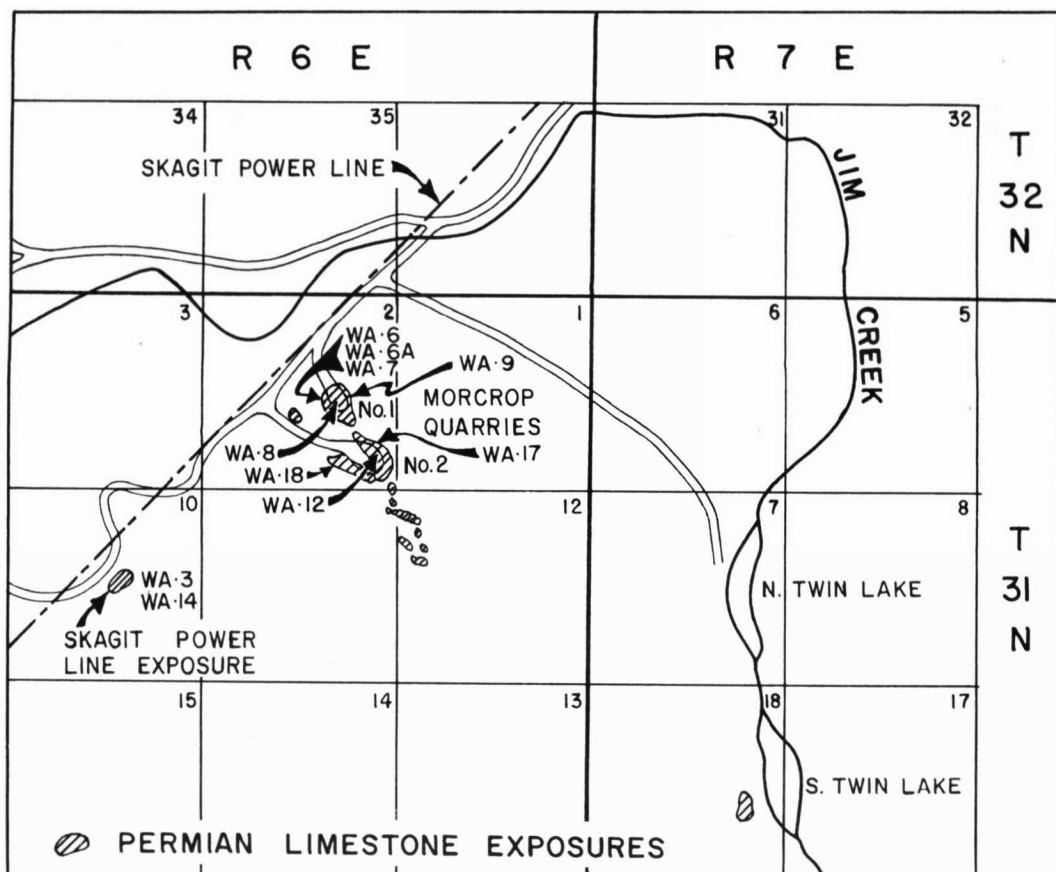 R 6 E
R 7 E
34
35
31
32
T
32
N
SKAGIT POWER LINE
JIM
CREEK
3
2
1
6
5
WA·6
WA·6A
WA·7
WA·9
No.1
MORCROP
QUARRIES
WA·8
WA·17
WA·18
No.2
WA·12
10
12
7
8
T
31
N
WA·3
WA·14
N. TWIN LAKE
SKAGIT POWER
LINE EXPOSURE
15
14
13
18
17
S. TWIN LAKE
PERMIAN LIMESTONE EXPOSURES